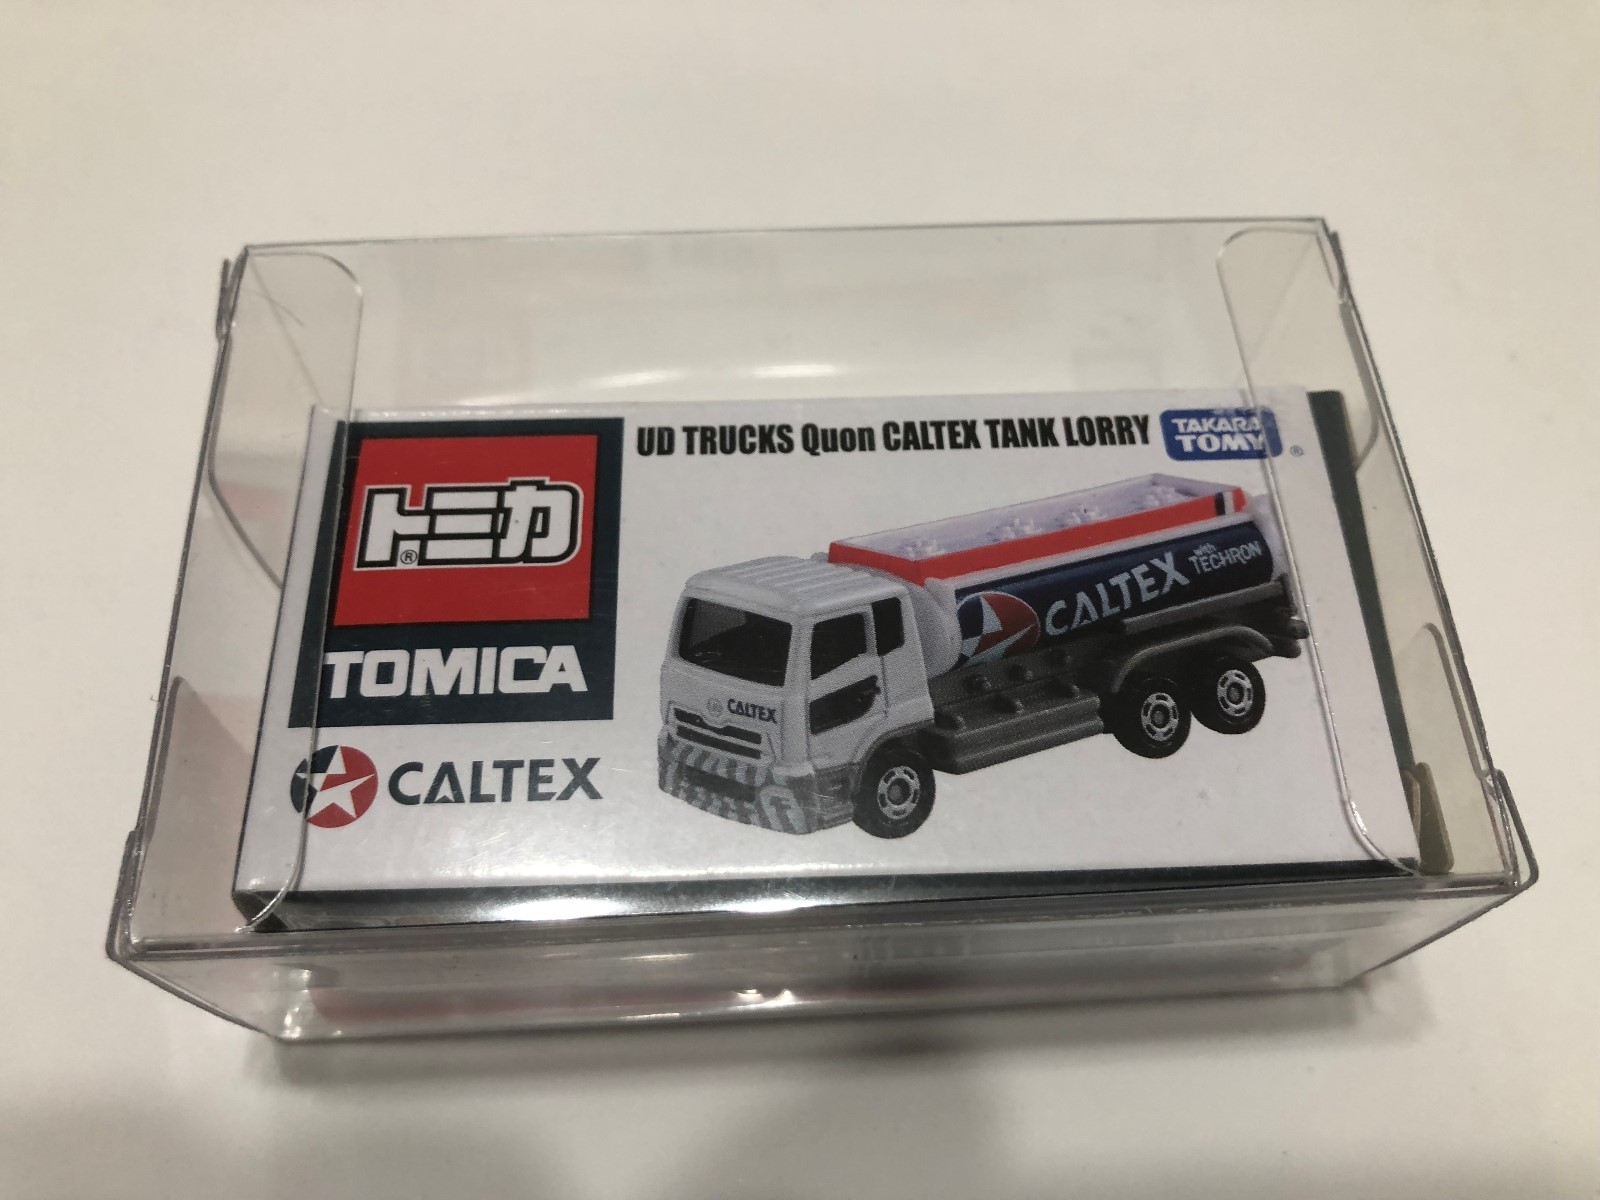 UD TRUCKS Quon CALTEX TANK LORRY
TAKARA
TOMY
®
トミカ
®
TOMICA
CALTEX
CALTEX
with
TECHRON
CALTEX